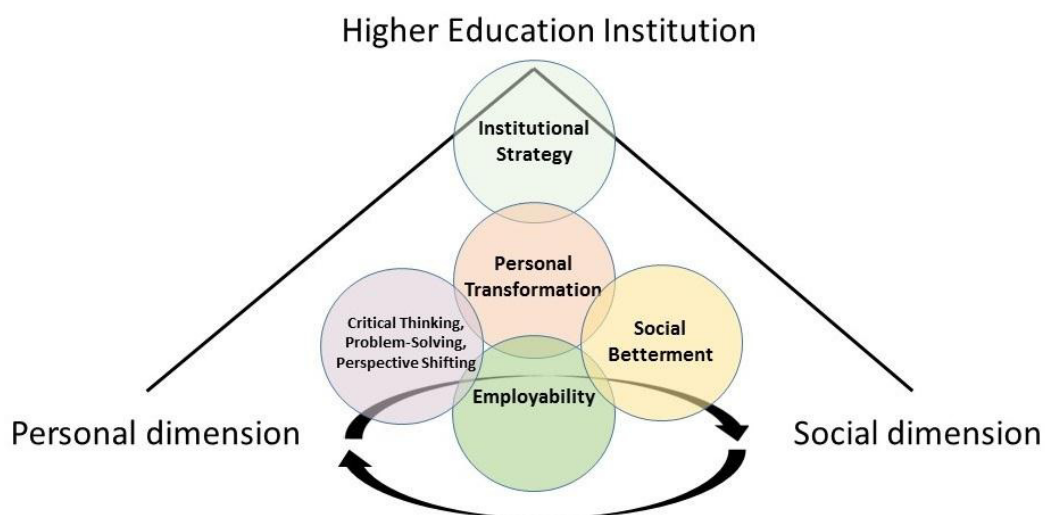 Higher Education Institution
Institutional
Strategy
Personal
Transformation
Critical Thinking,
Problem-Solving,
Perspective Shifting
Social
Betterment
Employability
Personal dimension
Social dimension